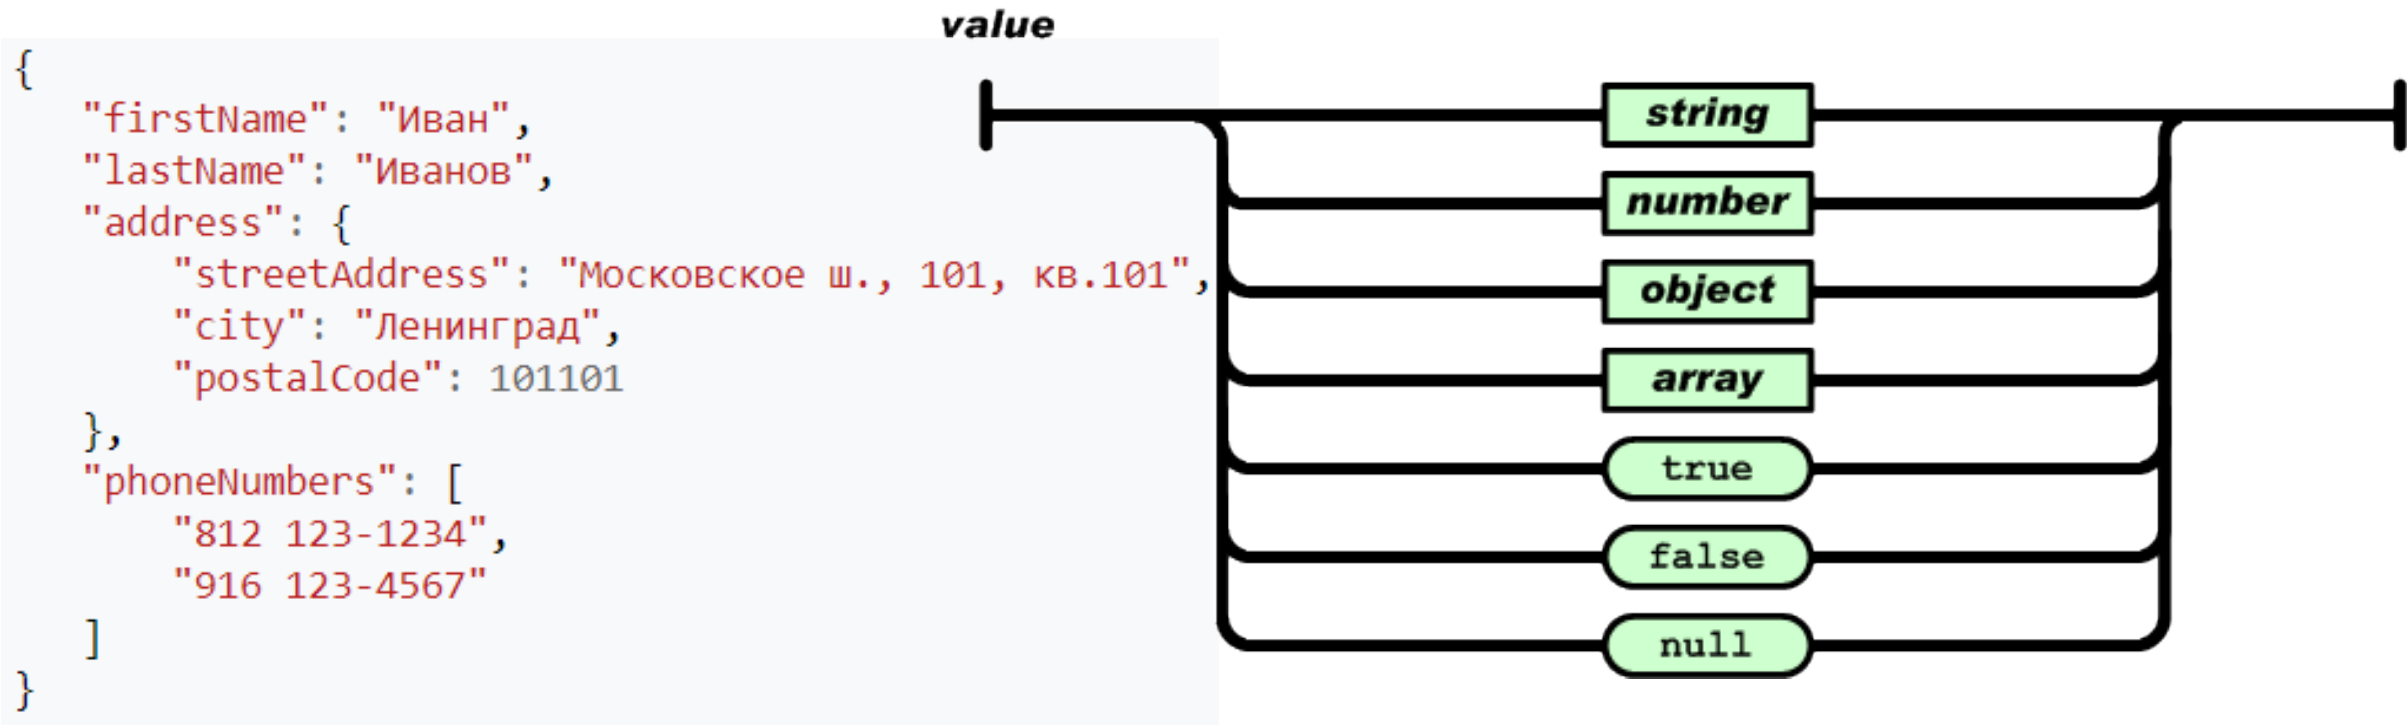 {
    "firstName": "Иван",
    "lastName": "Иванов",
    "address": {
        "streetAddress": "Московское ш., 101, кв.101",
        "city": "Ленинград",
        "postalCode": 101101
    },
    "phoneNumbers": [
        "812 123-1234",
        "916 123-4567"
    ]
}
value
string
number
object
array
true
false
null